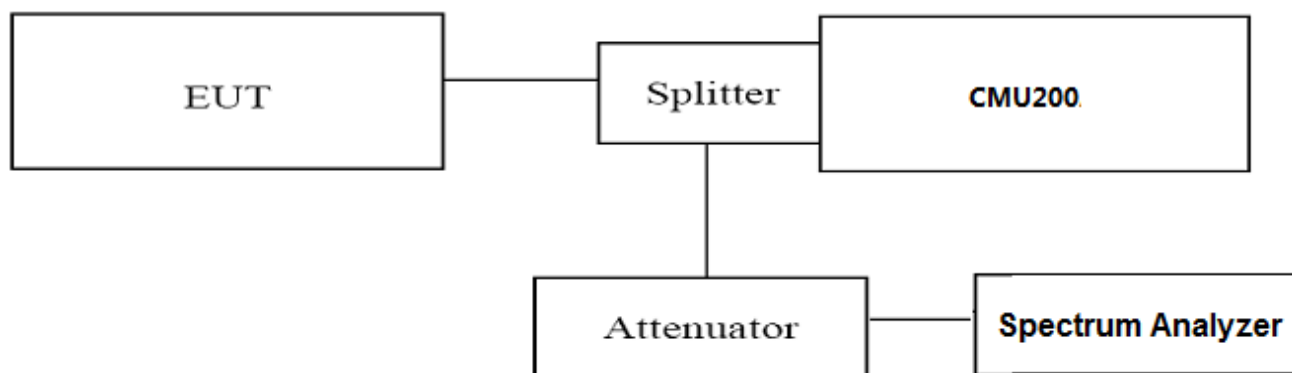 EUT
Splitter
CMU200
Attenuator
Spectrum Analyzer